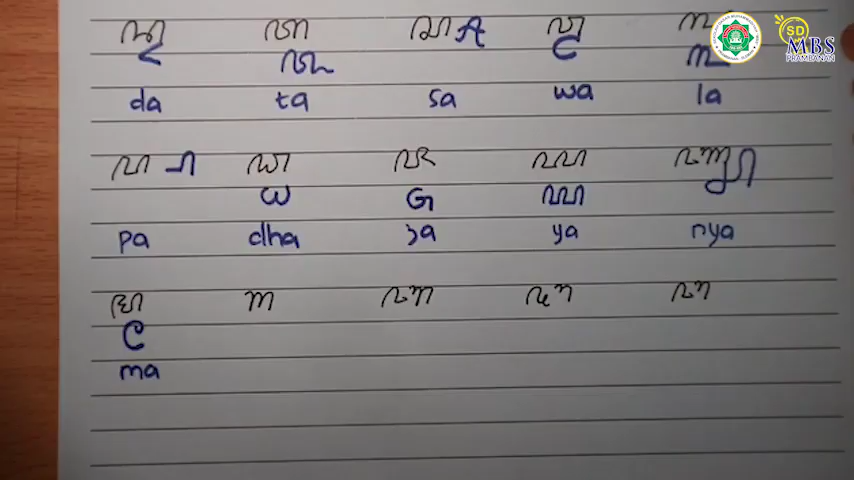 ꦢ ꦠ ꦱ ꧀ꦱ ꦮ ꦭ
꧀ꦢ ꧀ꦠ ꧀ꦮ ꧀ꦭ
da ta sa wa la
ꦥ ꧀ꦥ ꦝ ꦗ ꦪ ꦚ ꧀ꦚ
꧀ꦝ ꧀ꦗ ꧀ꦪ
pa dha ja ya nya
ꦩ ꦒ ꦧ ꦛ ꦔ
꧀ꦩ
ma
SD
MBS
PRAMBANAN